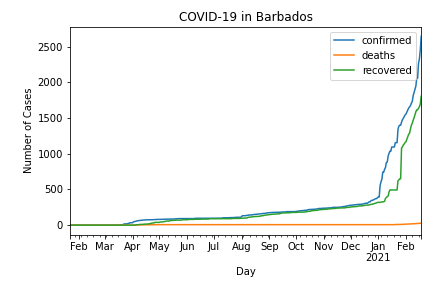 COVID-19 in Barbados
confirmed
deaths
recovered
Number of Cases
2500
2000
1500
1000
500
0
Feb Mar Apr May Jun Jul Aug Sep Oct Nov Dec Jan Feb
2021
Day